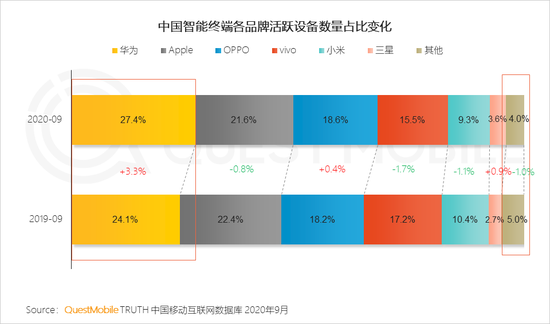 中国智能终端各品牌活跃设备数量占比变化
华为 Apple OPPO vivo 小米 三星 其他
2020-09 27.4% 21.6% 18.6% 15.5% 9.3% 3.6% 4.0%
+3.3% -0.8% +0.4% -1.7% -1.1% +0.9% -1.0%
2019-09 24.1% 22.4% 18.2% 17.2% 10.4% 2.7% 5.0%
QUESTMOBILE
Source：QuestMobile TRUTH 中国移动互联网数据库 2020年9月